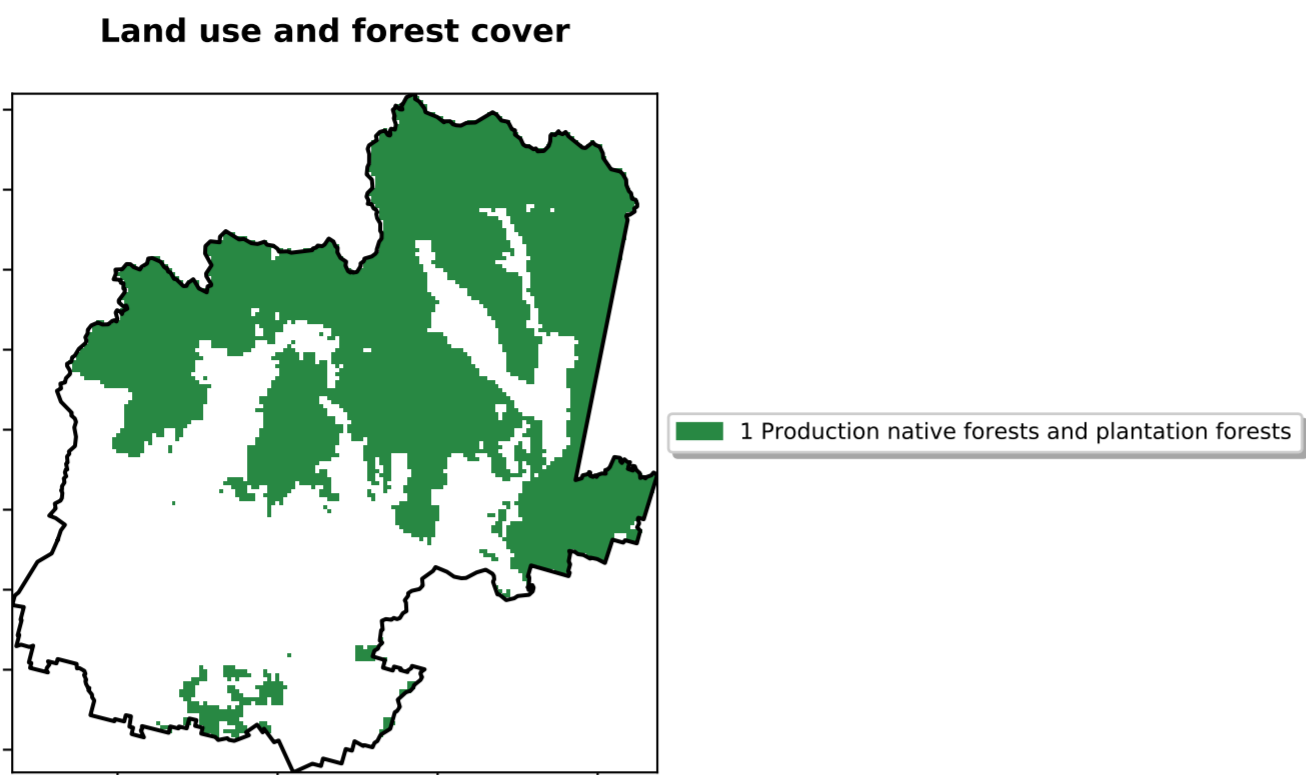 Land use and forest cover
1 Production native forests and plantation forests